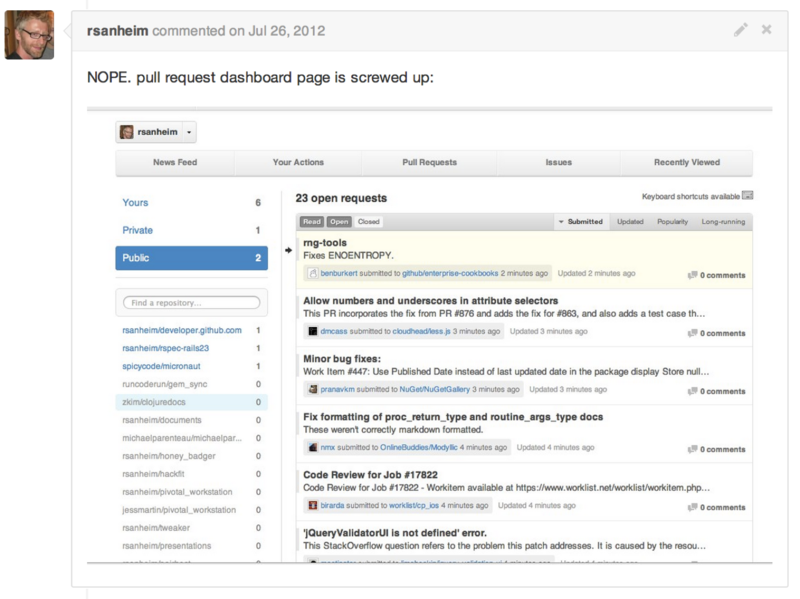 rsanheim commented on Jul 26, 2012
NOPE. pull request dashboard page is screwed up:
rsanheim
News Feed Your Actions Pull Requests Issues Recently Viewed
Yours 6
Private 1
Public 2
Find a repository...
rsanheim/developer.github.com 1
rsanheim/rspec-rails23 1
spicycode/micronaut 1
runcoderun/gem_sync 0
zkim/clojuredocs 0
rsanheim/documents 0
michaelparenteau/michaelpar... 0
rsanheim/honey_badger 0
rsanheim/hackfit 0
rsanheim/pivotal_workstation 0
jessmartin/pivotal_workstation 0
rsanheim/tweaker 0
rsanheim/presentations 0
23 open requests
Keyboard shortcuts available
Read Open Closed Submitted Updated Popularity Long-running
rng-tools
Fixes ENOENTROPY.
benburkert submitted to github/enterprise-cookbooks 2 minutes ago Updated 2 minutes ago 0 comments
Allow numbers and underscores in attribute selectors
This PR incorporates the fix from PR #876 and adds the fix for #863, and also adds a test case th...
dmcass submitted to cloudhead/less.js 3 minutes ago Updated 3 minutes ago 0 comments
Minor bug fixes:
Work Item #447: Use Published Date instead of last updated date in the package display Store null...
pranavkm submitted to NuGet/NuGetGallery 3 minutes ago Updated 3 minutes ago 0 comments
Fix formatting of proc_return_type and routine_args_type docs
These weren't correctly markdown formatted.
nmx submitted to OnlineBuddies/Modyllic 4 minutes ago Updated 4 minutes ago 0 comments
Code Review for Job #17822
Code Review for Job #17822 - Workitem available at https://www.worklist.net/worklist/workitem.php...
birarda submitted to worklist/cp_ios 4 minutes ago Updated 4 minutes ago 0 comments
'jQueryValidatorUI is not defined' error.
This StackOverflow question refers to the problem this patch addresses. It is caused by the resou...